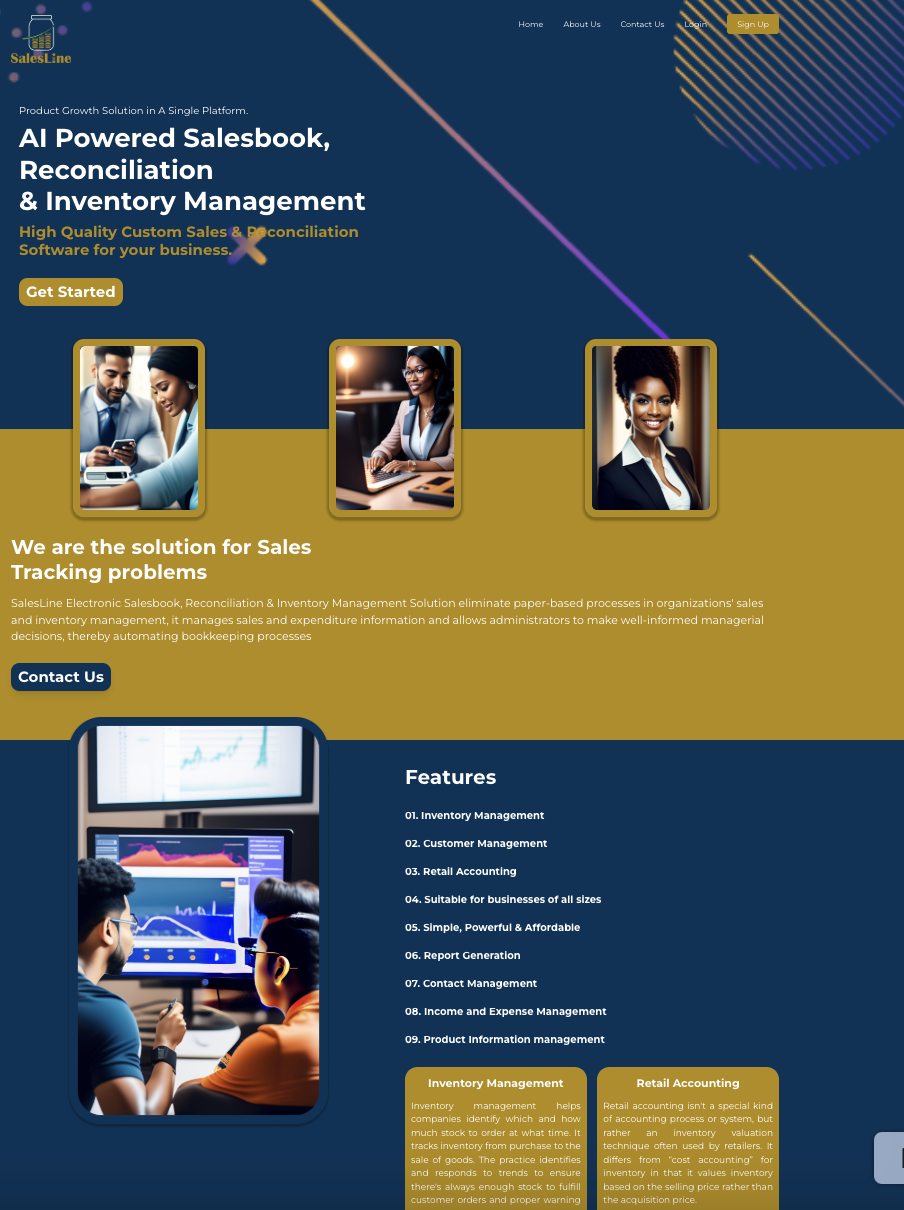 SalesLine
Home About Us Contact Us Login Sign Up
Product Growth Solution in A Single Platform.
AI Powered Salesbook,
Reconciliation
& Inventory Management
High Quality Custom Sales & Reconciliation
Software for your business.
Get Started
We are the solution for Sales
Tracking problems
SalesLine Electronic Salesbook, Reconciliation & Inventory Management Solution eliminate paper-based processes in organizations' sales
and inventory management, it manages sales and expenditure information and allows administrators to make well-informed managerial
decisions, thereby automating bookkeeping processes
Contact Us
Features
01. Inventory Management
02. Customer Management
03. Retail Accounting
04. Suitable for businesses of all sizes
05. Simple, Powerful & Affordable
06. Report Generation
07. Contact Management
08. Income and Expense Management
09. Product Information management
Inventory Management
Inventory management helps
companies identify which and how
much stock to order at what time. It
tracks inventory from purchase to the
sale of goods. The practice identifies
and responds to trends to ensure
there's always enough stock to fulfill
customer orders and proper warning
Retail Accounting
Retail accounting isn't a special kind
of accounting process or system, but
rather an inventory valuation
technique often used by retailers. It
differs from "cost accounting" for
inventory in that it values inventory
based on the selling price rather than
the acquisition price.